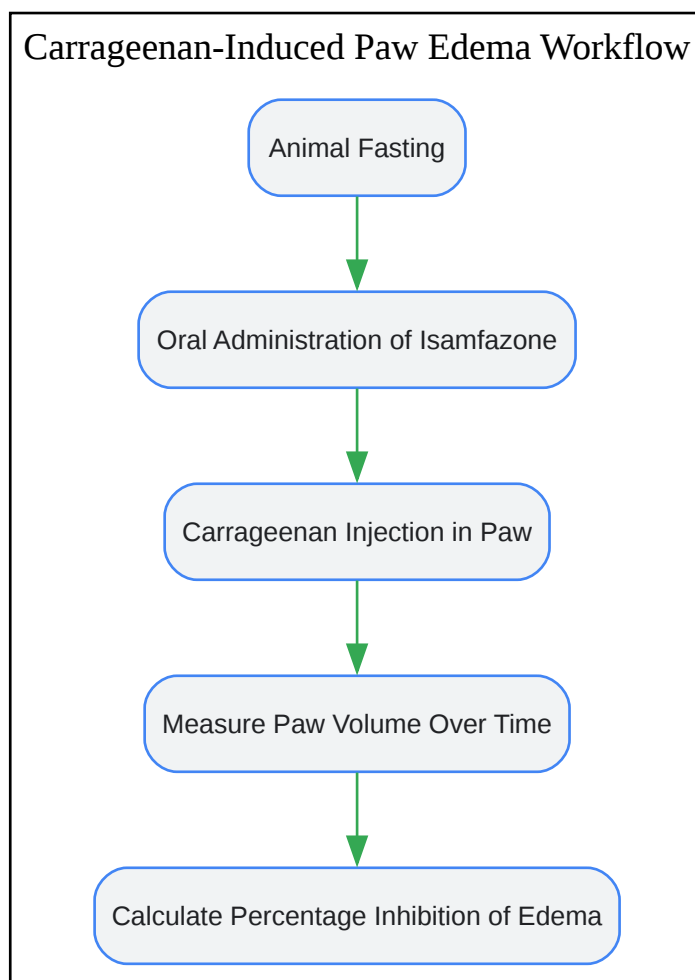 Carrageenan-Induced Paw Edema Workflow
Animal Fasting
Oral Administration of Isamfazone
Carrageenan Injection in Paw
Measure Paw Volume Over Time
Calculate Percentage Inhibition of Edema